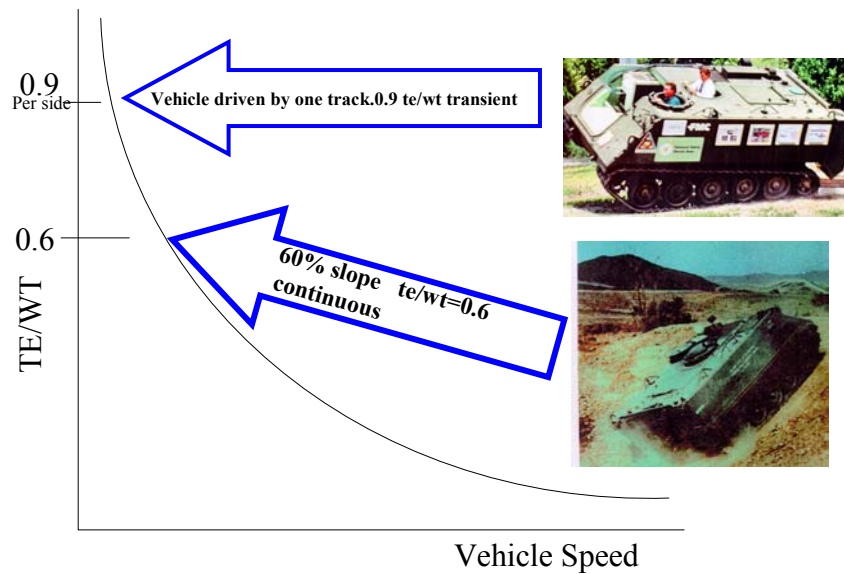 0.9
Per side
Vehicle driven by one track.0.9 te/wt transient
FMC
0.6
60% slope te/wt=0.6
continuous
TE/WT
Vehicle Speed